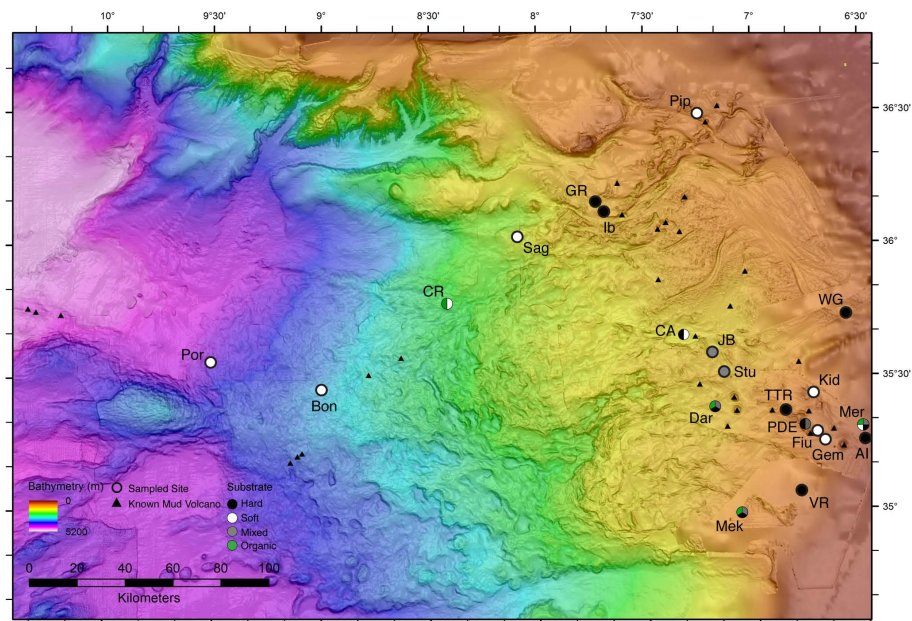 10° 9°30' 9° 8°30' 8° 7°30' 7° 6°30'
Pip
36°30'
GR
Ib
Sag
36°
CR
WG
CA
JB
Por
35°30'
Stu
Kid
Bon
TTR
Mer
Dar
PDE
Fiu
Gem
AI
Bathymetry (m)
0
5200
Sampled Site
Known Mud Volcano
Substrate
Hard
Soft
Mixed
Organic
VR
35°
Mek
0 20 40 60 80 100
Kilometers